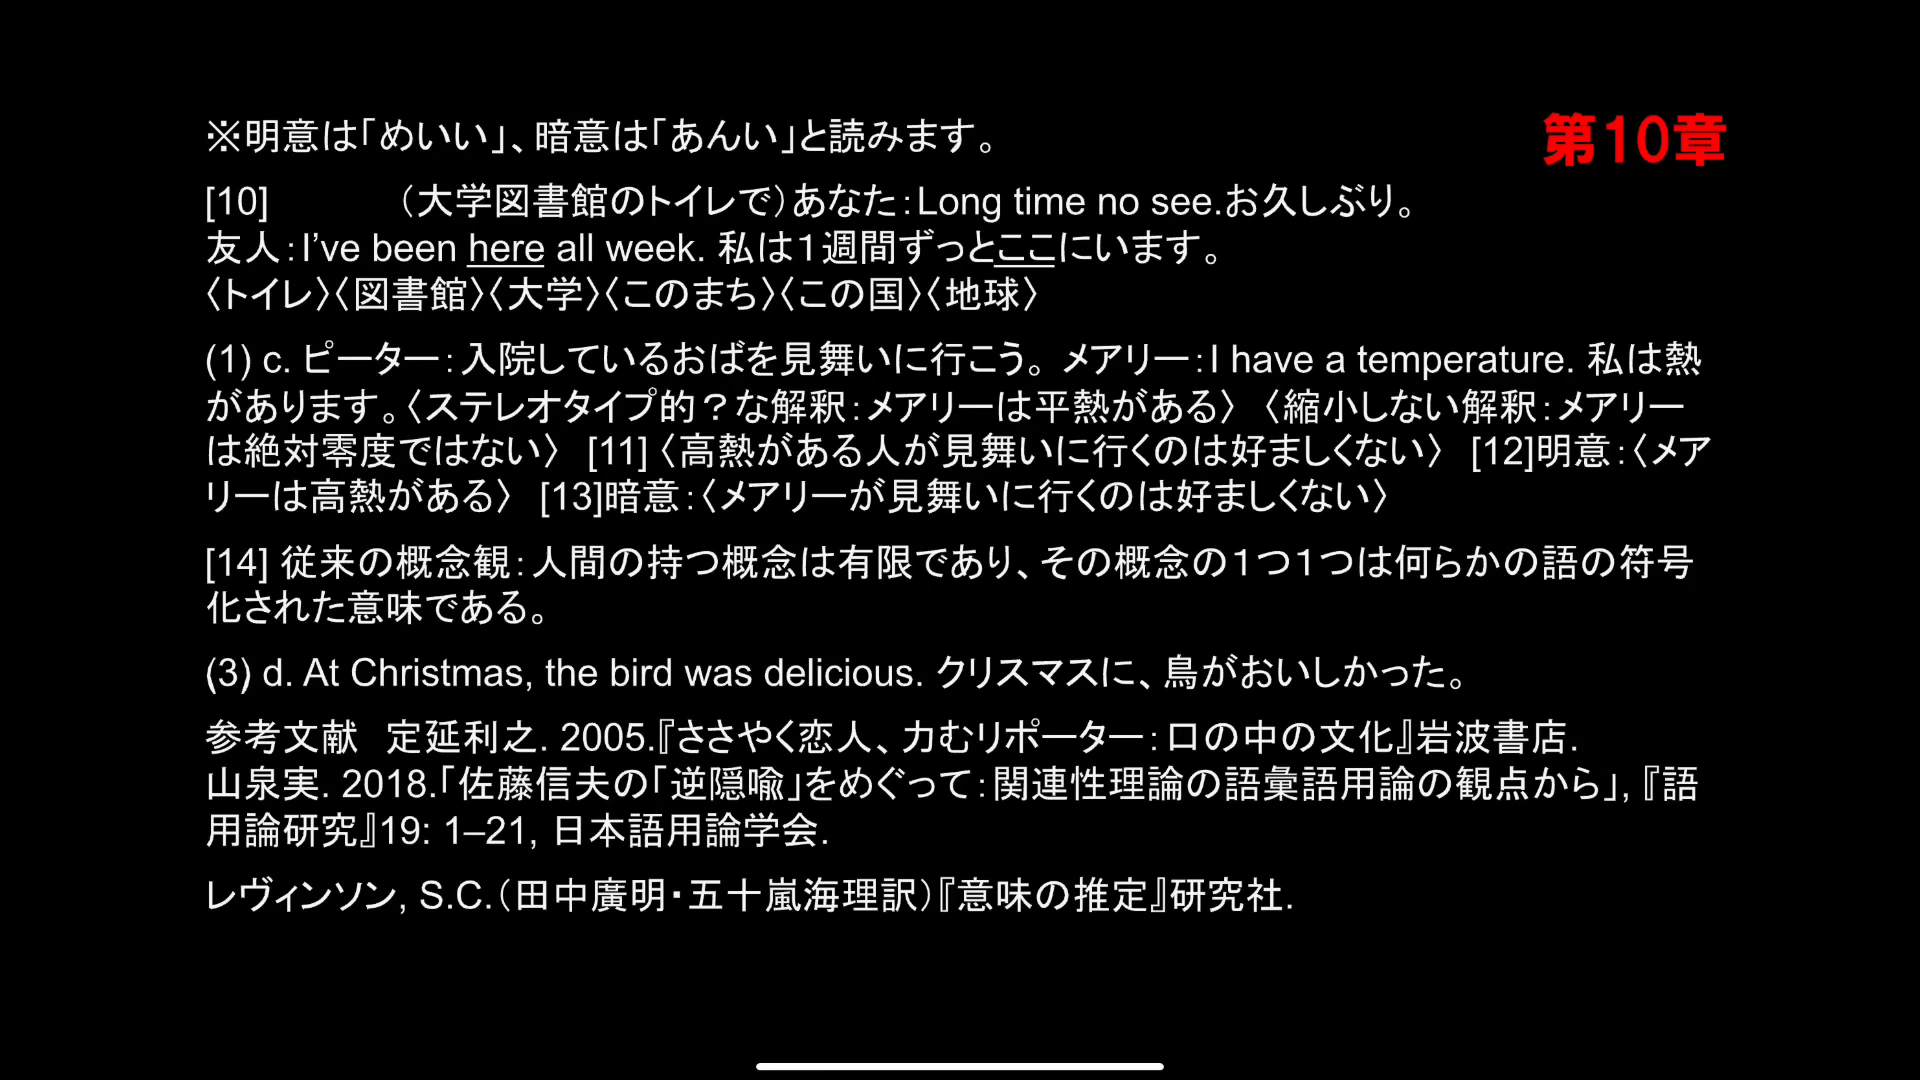 第10章
※明意は「めいい」、暗意は「あんい」と読みます。
[10]　　　（大学図書館のトイレで）あなた：Long time no see.お久しぶり。
友人：I’ve been here all week. 私は１週間ずっとここにいます。
〈トイレ〉〈図書館〉〈大学〉〈このまち〉〈この国〉〈地球〉
(1) c. ピーター：入院しているおばを見舞いに行こう。メアリー：I have a temperature. 私は熱
があります。〈ステレオタイプ的？な解釈：メアリーは平熱がある〉 〈縮小しない解釈：メアリー
は絶対零度ではない〉 [11]〈高熱がある人が見舞いに行くのは好ましくない〉 [12]明意：〈メア
リーは高熱がある〉 [13]暗意：〈メアリーが見舞いに行くのは好ましくない〉
[14] 従来の概念観：人間の持つ概念は有限であり、その概念の１つ１つは何らかの語の符号
化された意味である。
(3) d. At Christmas, the bird was delicious. クリスマスに、鳥がおいしかった。
参考文献　定延利之. 2005.『ささやく恋人、力むリポーター：口の中の文化』岩波書店.
山泉実. 2018.「佐藤信夫の「逆隠喩」をめぐって：関連性理論の語彙語用論の観点から」, 『語
用論研究』19: 1–21, 日本語用論学会.
レヴィンソン, S.C.（田中廣明・五十嵐海理訳）『意味の推定』研究社.